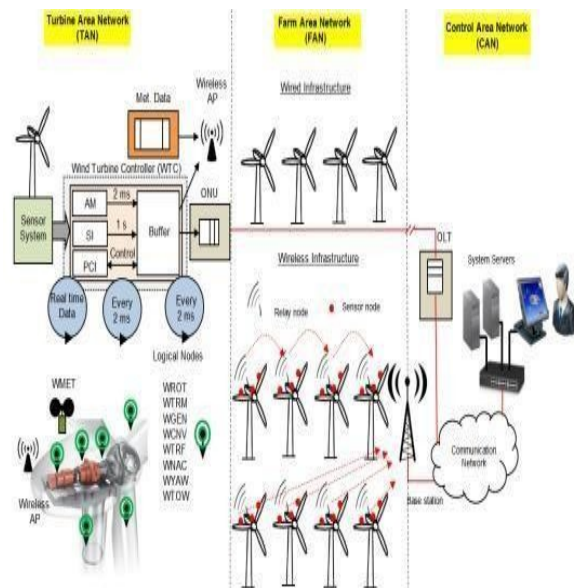 Turbine Area Network
(TAN)
Farm Area Network
(FAN)
Control Area Network
(CAN)
Wireless
AP
Met. Data
Wired Infrastructure
Wind Turbine Controller (WTC)
ONU
AM
2 ms
SI
1 s
PCI
Control
Buffer
Sensor
System
OLT
System Servers
Wireless Infrastructure
Relay node
Sensor node
Real time
Data
Every
2 ms
Every
2 ms
Logical Nodes
WMET
WROT
WTRM
WGEN
WCNV
WTRF
WNAC
WYAW
WTOW
Wireless
AP
Communication
Network
Base station